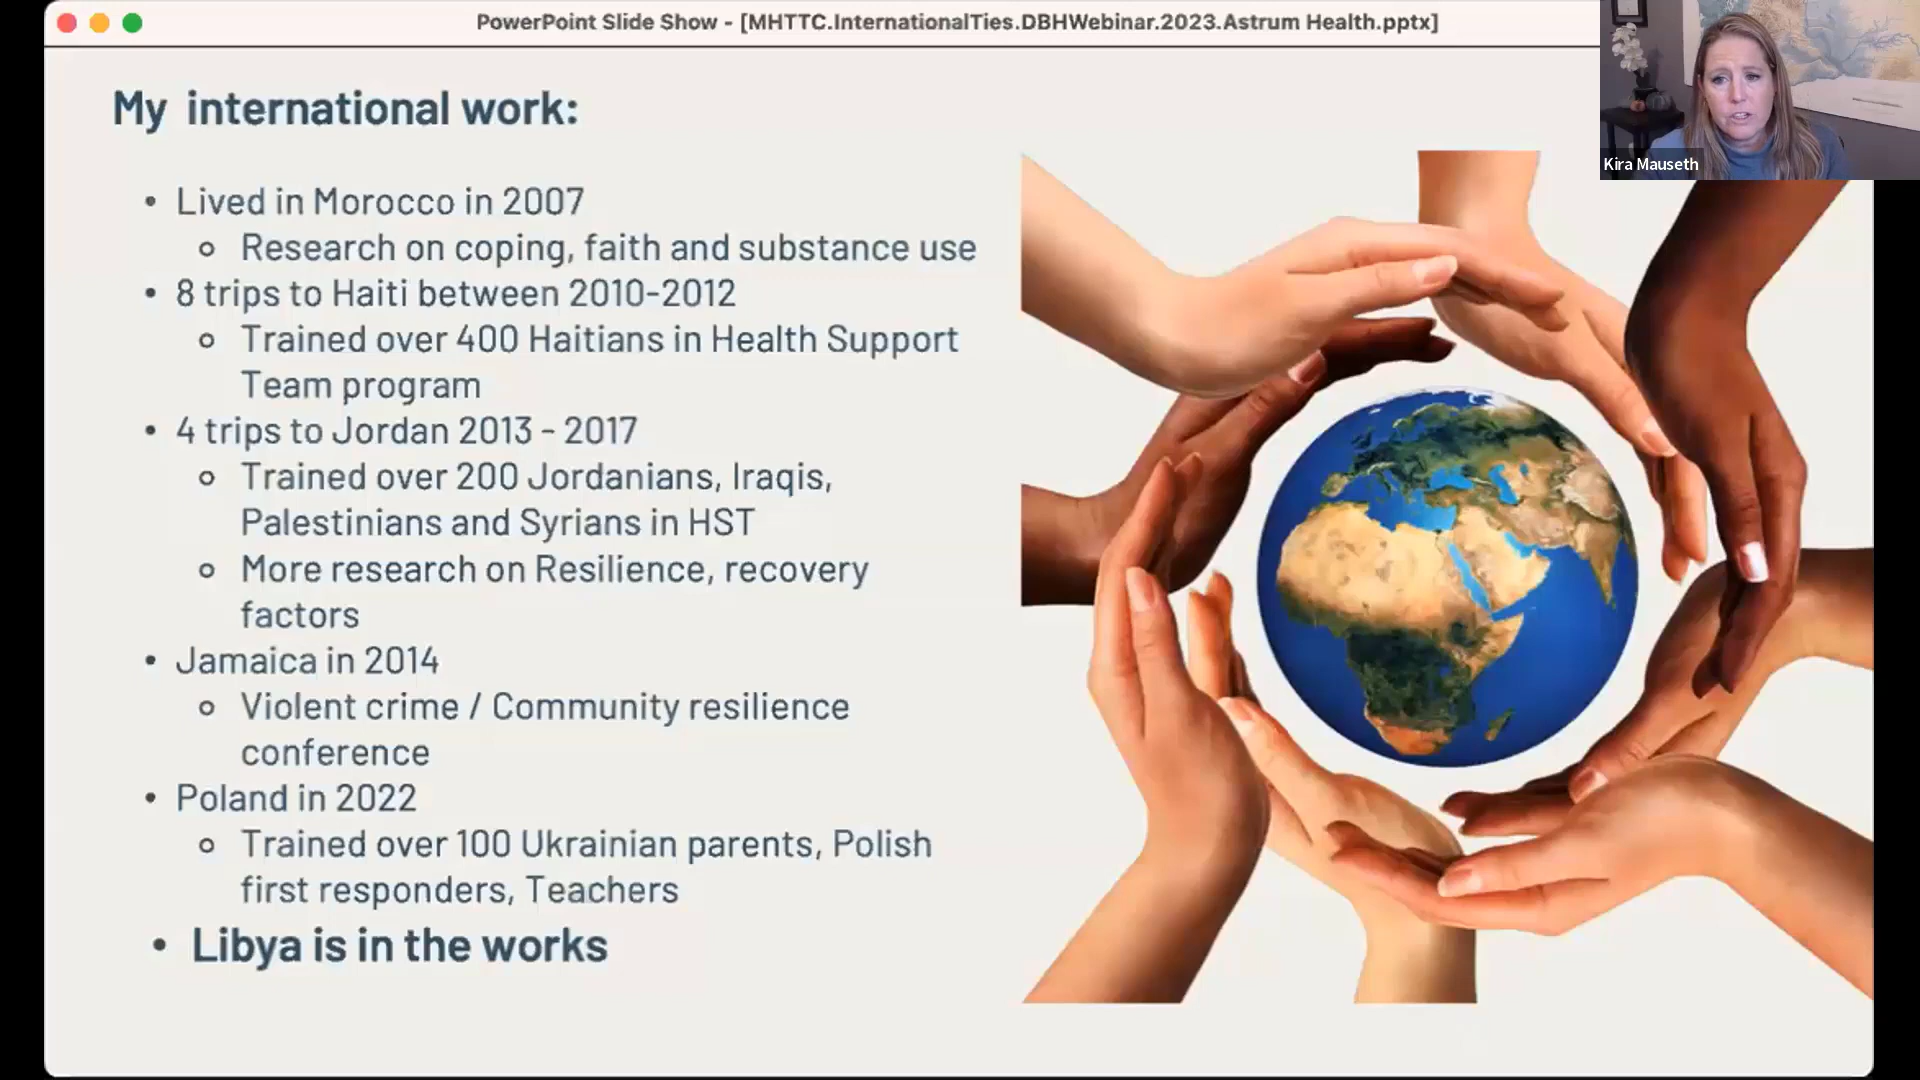 PowerPoint Slide Show - [MHTTC.InternationalTies.DBHWebinar.2023.Astrum Health.pptx]
Kira Mauseth
My international work:
• Lived in Morocco in 2007
○ Research on coping, faith and substance use
• 8 trips to Haiti between 2010-2012
○ Trained over 400 Haitians in Health Support
Team program
• 4 trips to Jordan 2013 - 2017
○ Trained over 200 Jordanians, Iraqis,
Palestinians and Syrians in HST
○ More research on Resilience, recovery
factors
• Jamaica in 2014
○ Violent crime / Community resilience
conference
• Poland in 2022
○ Trained over 100 Ukrainian parents, Polish
first responders, Teachers
• Libya is in the works